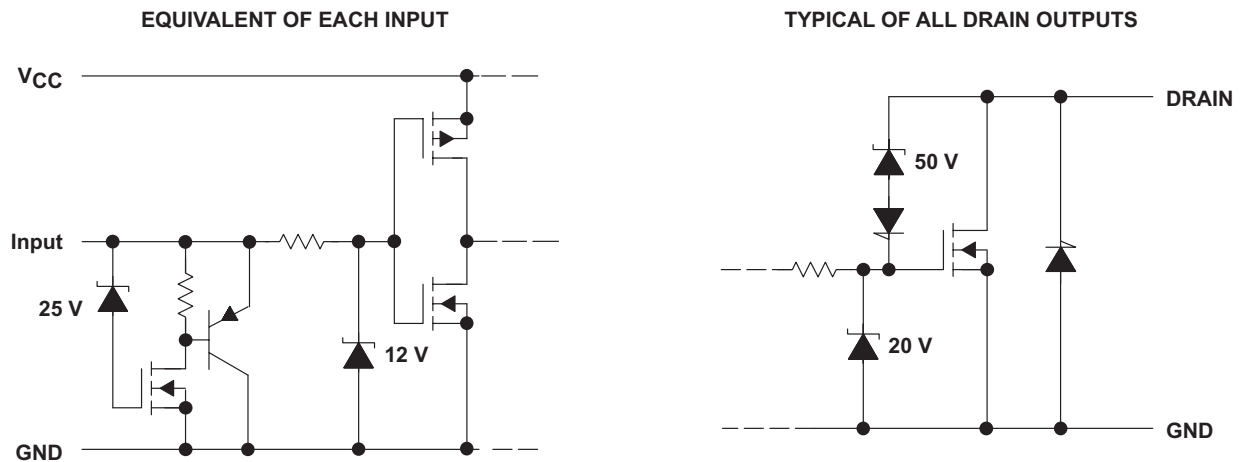 EQUIVALENT OF EACH INPUT
VCC
Input
25 V
12 V
GND
TYPICAL OF ALL DRAIN OUTPUTS
DRAIN
50 V
20 V
GND